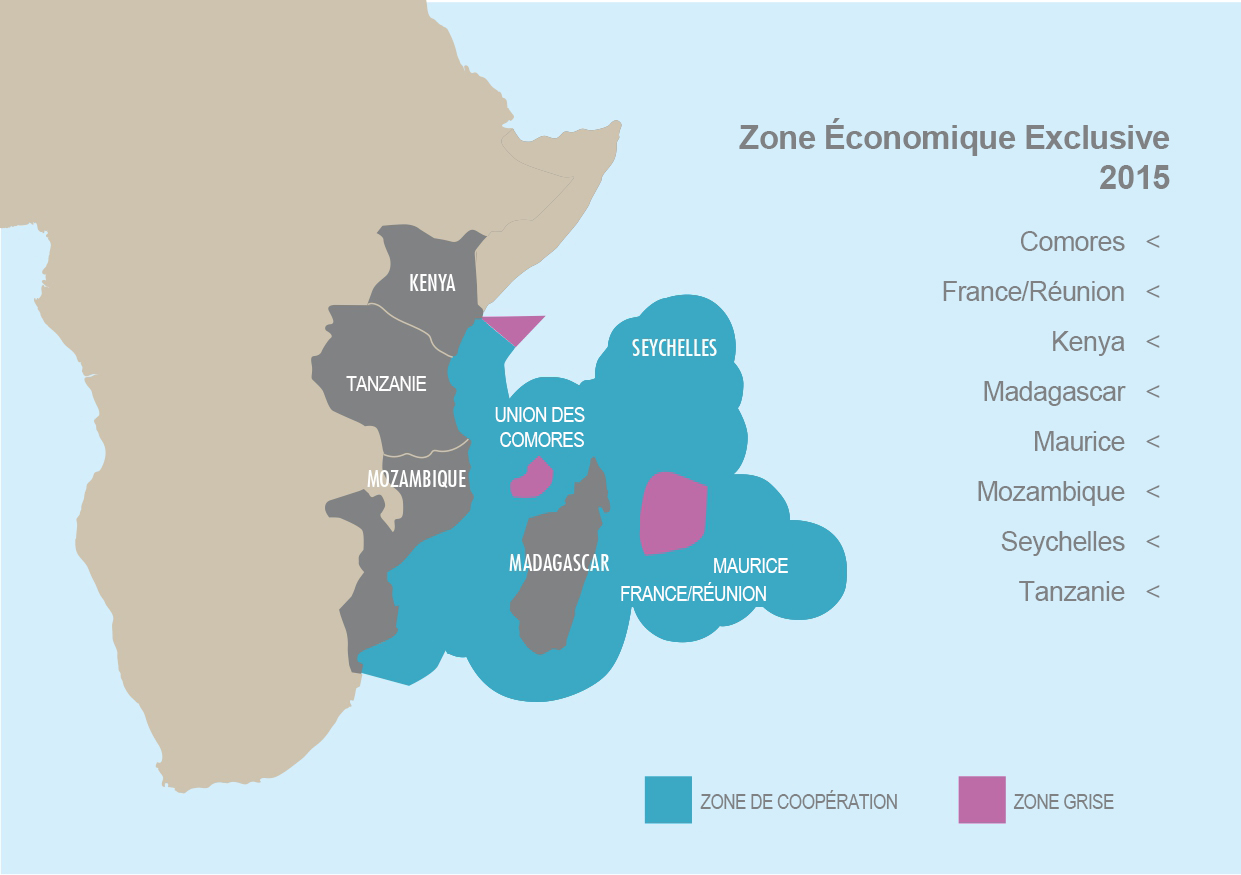 Zone Économique Exclusive
2015
Comores <
France/Réunion <
Kenya <
Madagascar <
Maurice <
Mozambique <
Seychelles <
Tanzanie <
KENYA
TANZANIE
SEYCHELLES
UNION DES
COMORES
MOZAMBIQUE
MADAGASCAR
MAURICE
FRANCE/RÉUNION
ZONE DE COOPÉRATION
ZONE GRISE